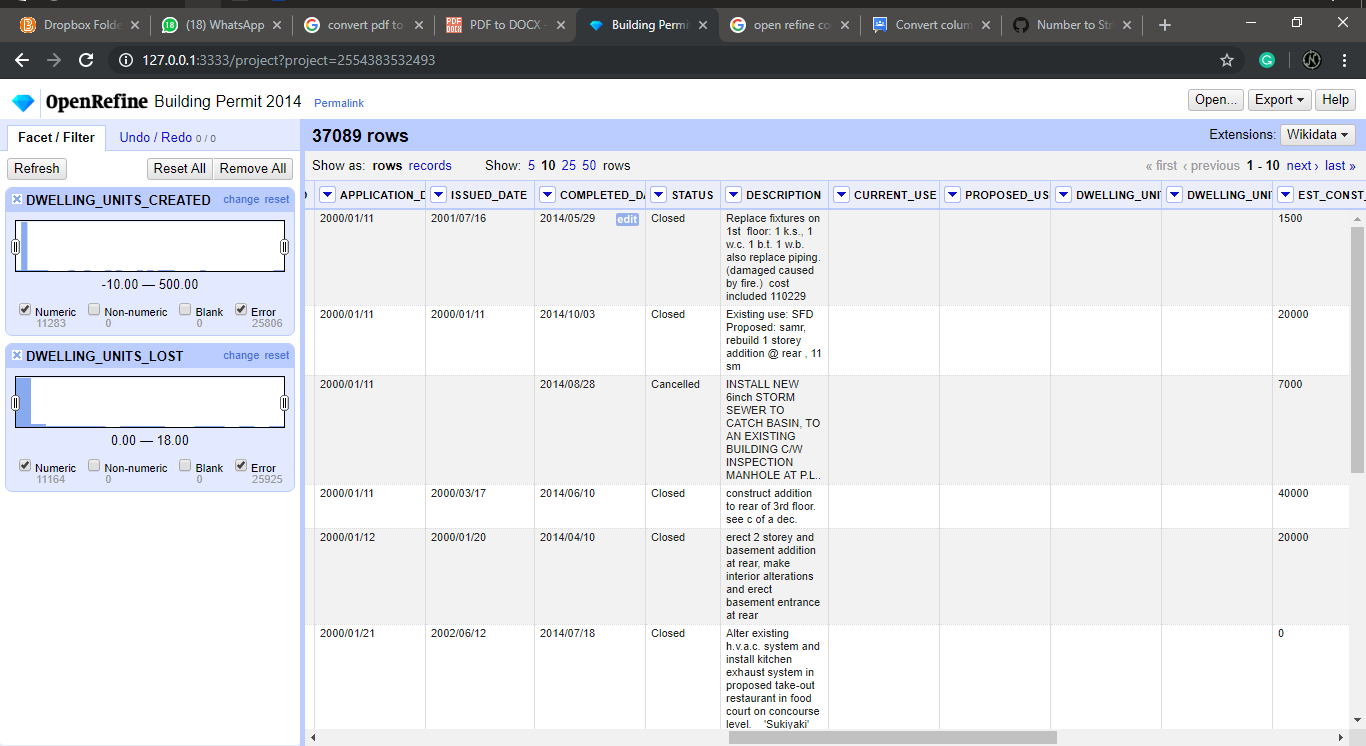 Dropbox Folde
(18) WhatsApp
convert pdf to
PDF to DOCX –
Building Permi
open refine co
Convert colum
Number to Str
127.0.0.1:3333/project?project=2554383532493
OpenRefine Building Permit 2014 Permalink
Open... Export Help
Facet / Filter Undo / Redo 0 / 0
37089 rows
Extensions: Wikidata
Refresh Reset All Remove All
Show as: rows records Show: 5 10 25 50 rows
« first ‹ previous 1 - 10 next › last »
DWELLING_UNITS_CREATED change reset
-10.00 — 500.00
Numeric Non-numeric Blank Error
11283 0 0 25806
DWELLING_UNITS_LOST change reset
0.00 — 18.00
Numeric Non-numeric Blank Error
11164 0 0 25925
APPLICATION_D ISSUED_DATE COMPLETED_DA STATUS DESCRIPTION CURRENT_USE PROPOSED_US DWELLING_UNI DWELLING_UNI EST_CONST_
2000/01/11 2001/07/16 2014/05/29 edit Closed Replace fixtures on 1500
1st floor: 1 k.s., 1
w.c. 1 b.t. 1 w.b.
also replace piping.
(damaged caused
by fire.) cost
included 110229
2000/01/11 2000/01/11 2014/10/03 Closed Existing use: SFD 20000
Proposed: samr,
rebuild 1 storey
addition @ rear , 11
sm
2000/01/11 2014/08/28 Cancelled INSTALL NEW 7000
6inch STORM
SEWER TO
CATCH BASIN, TO
AN EXISTING
BUILDING C/W
INSPECTION
MANHOLE AT P.L..
2000/01/11 2000/03/17 2014/06/10 Closed construct addition 40000
to rear of 3rd floor.
see c of a dec.
2000/01/12 2000/01/20 2014/04/10 Closed erect 2 storey and 20000
basement addition
at rear, make
interior alterations
and erect
basement entrance
at rear
2000/01/21 2002/06/12 2014/07/18 Closed Alter existing 0
h.v.a.c. system and
install kitchen
exhaust system in
proposed take-out
restaurant in food
court on concourse
level. 'Sukiyaki'